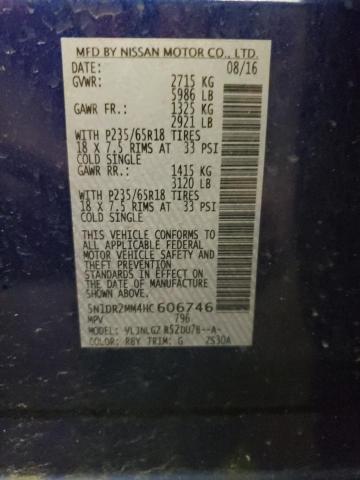 MFD BY NISSAN MOTOR CO., LTD.
DATE: 08/16
GVWR: 2715 KG
5986 LB
GAWR FR.: 1325 KG
2921 LB
WITH P235/65R18 TIRES
18 X 7.5 RIMS AT 33 PSI
COLD SINGLE
GAWR RR.: 1415 KG
3120 LB
WITH P235/65R18 TIRES
18 X 7.5 RIMS AT 33 PSI
COLD SINGLE
THIS VEHICLE CONFORMS TO
ALL APPLICABLE FEDERAL
MOTOR VEHICLE SAFETY AND
THEFT PREVENTION
STANDARDS IN EFFECT ON
THE DATE OF MANUFACTURE
SHOWN ABOVE.
5N1DR2MM4HC606746
MPV 796
MODEL: YL3NLGZ R52DU7B--A-
COLOR: RBY TRIM: G ZS30A